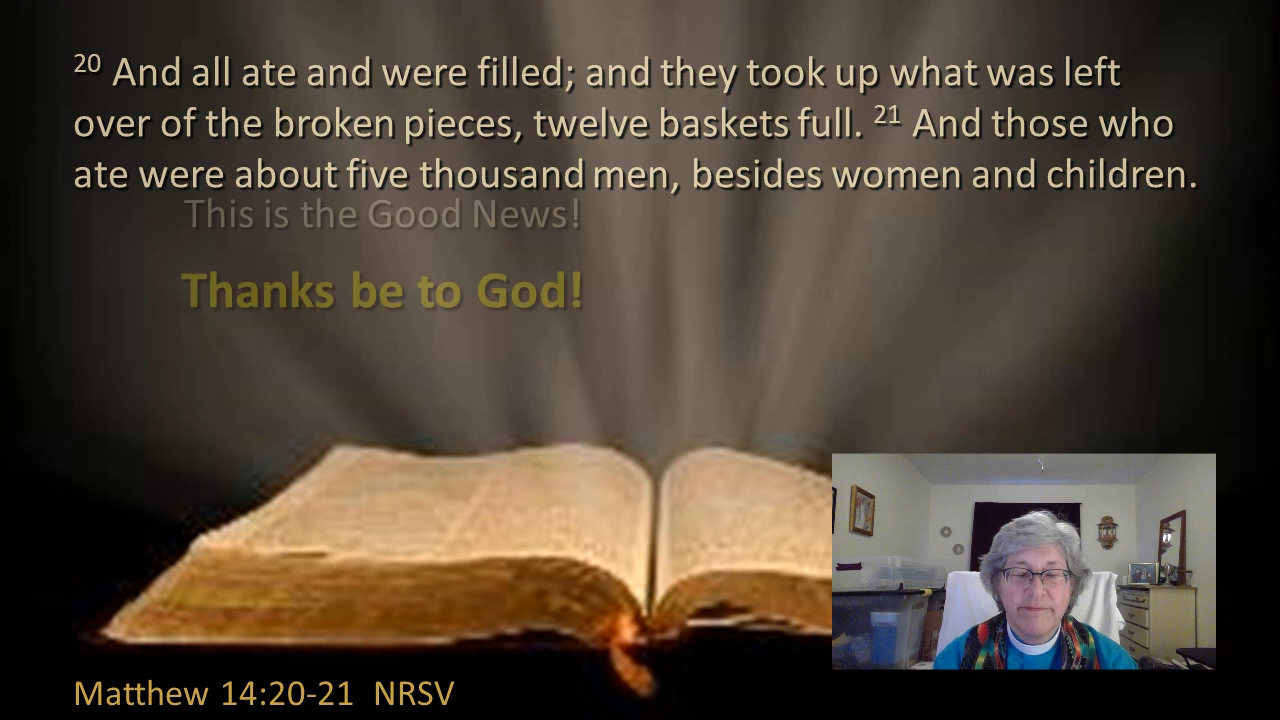 20 And all ate and were filled; and they took up what was left
over of the broken pieces, twelve baskets full. 21 And those who
ate were about five thousand men, besides women and children.
This is the Good News!
Thanks be to God!
Matthew 14:20-21 NRSV